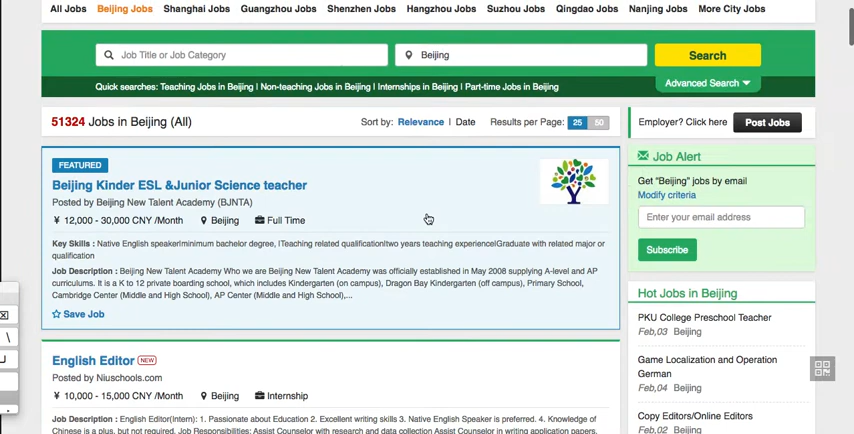 All Jobs Beijing Jobs Shanghai Jobs Guangzhou Jobs Shenzhen Jobs Hangzhou Jobs Suzhou Jobs Qingdao Jobs Nanjing Jobs More City Jobs
Job Title or Job Category Beijing Search
Quick searches: Teaching Jobs in Beijing | Non-teaching Jobs in Beijing | Internships in Beijing | Part-time Jobs in Beijing
Advanced Search
51324 Jobs in Beijing (All) Sort by: Relevance | Date Results per Page: 25 50
Employer? Click here Post Jobs
FEATURED
Beijing Kinder ESL &Junior Science teacher
Posted by Beijing New Talent Academy (BJNTA)
¥ 12,000 - 30,000 CNY /Month Beijing Full Time
Key Skills : Native English speaker|minimum bachelor degree, |Teaching related qualification|two years teaching experience|Graduate with related major or
qualification
Job Description : Beijing New Talent Academy Who we are Beijing New Talent Academy was officially established in May 2008 supplying A-level and AP
curriculums. It is a K to 12 private boarding school, which includes Kindergarten (on campus), Dragon Bay Kindergarten (off campus), Primary School,
Cambridge Center (Middle and High School), AP Center (Middle and High School),...
Save Job
English Editor NEW
Posted by Niuschools.com
¥ 10,000 - 15,000 CNY /Month Beijing Internship
Job Description : English Editor(Intern): 1. Passionate about Education 2. Excellent writing skills 3. Native English Speaker is preferred. 4. Knowledge of
Chinese is a plus, but not required. Job Responsibilities: Assist Counselor with research and data collection Assist Counselor in writing application papers,
Job Alert
Get "Beijing" jobs by email
Modify criteria
Enter your email address
Subscribe
Hot Jobs in Beijing
PKU College Preschool Teacher
Feb,03 Beijing
Game Localization and Operation
German
Feb,04 Beijing
Copy Editors/Online Editors
Feb,02 Beijing
\